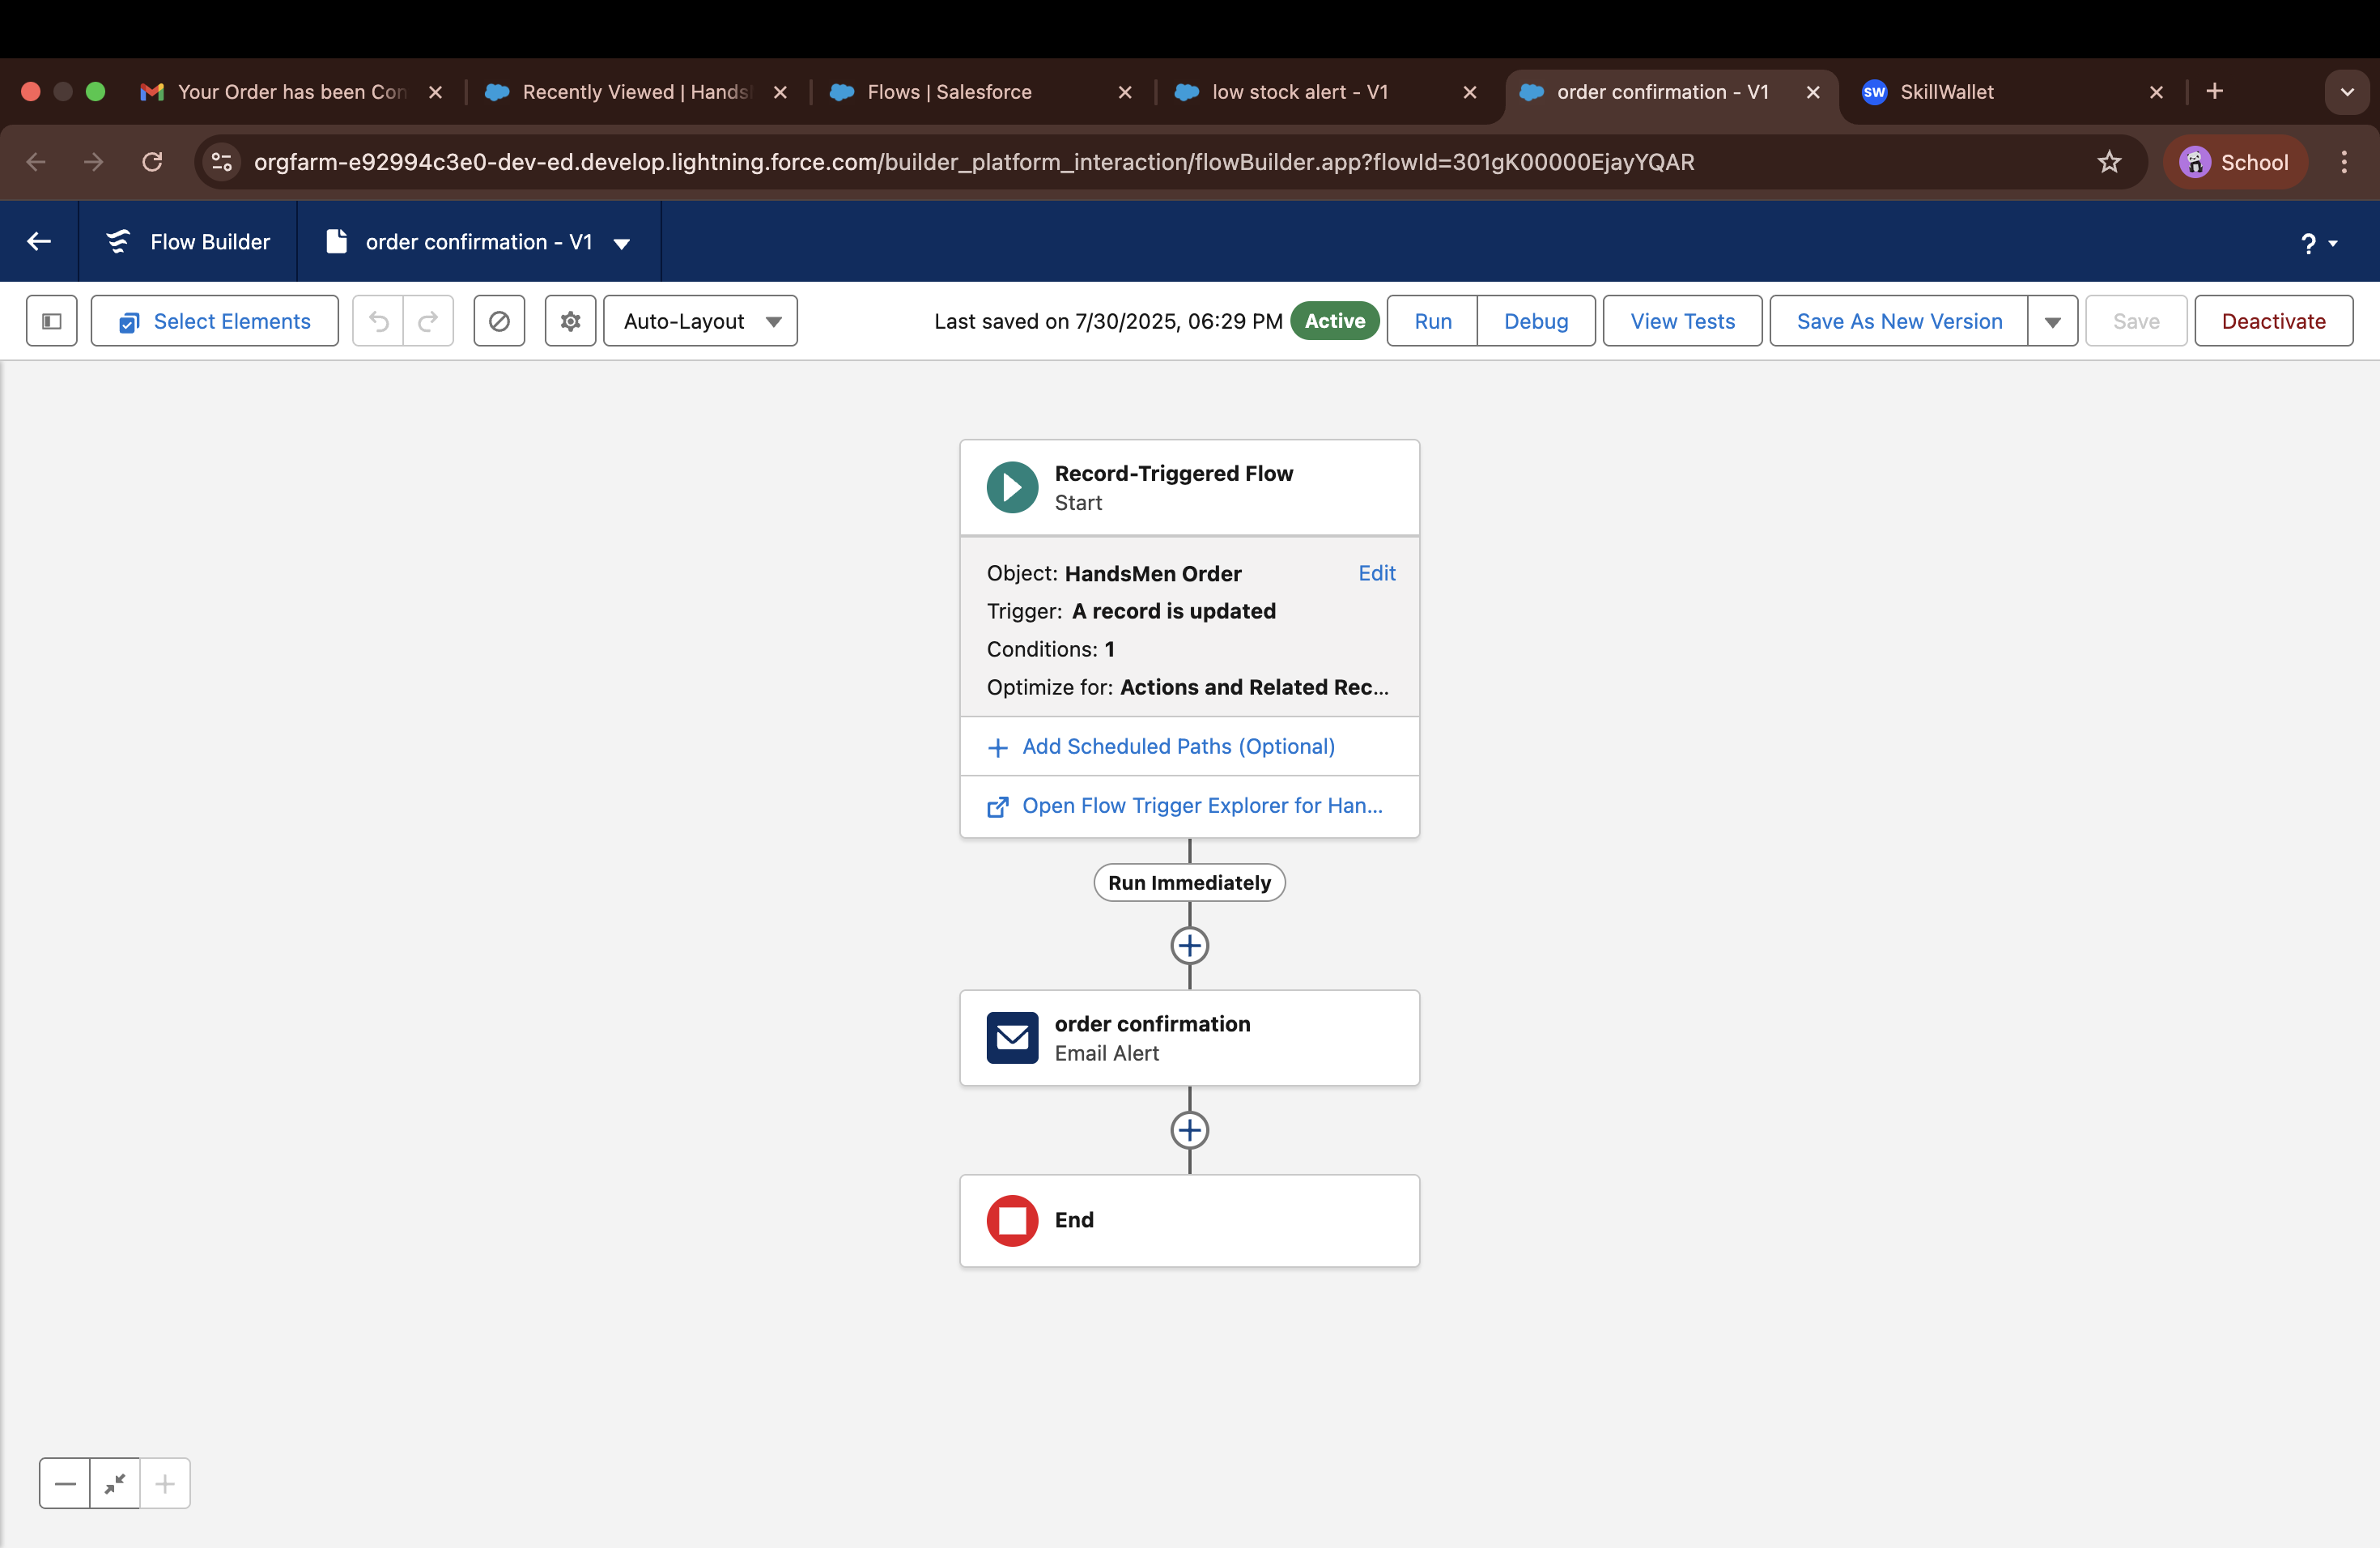 Your Order has been Con
Recently Viewed | Hands
Flows | Salesforce
low stock alert - V1
order confirmation - V1
SW SkillWallet
orgfarm-e92994c3e0-dev-ed.develop.lightning.force.com/builder_platform_interaction/flowBuilder.app?flowId=301gK00000EjayYQAR
School
Flow Builder
order confirmation - V1
?
Select Elements
Auto-Layout
Last saved on 7/30/2025, 06:29 PM
Active
Run
Debug
View Tests
Save As New Version
Save
Deactivate
Record-Triggered Flow
Start
Object: HandsMen Order
Edit
Trigger: A record is updated
Conditions: 1
Optimize for: Actions and Related Rec...
Add Scheduled Paths (Optional)
Open Flow Trigger Explorer for Han...
Run Immediately
order confirmation
Email Alert
End